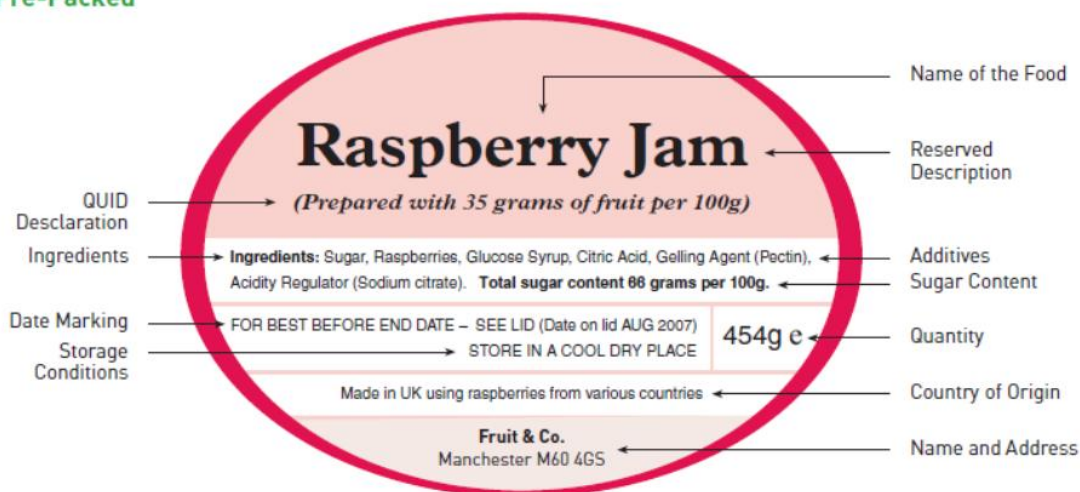 Pre-Packed
Name of the Food
Raspberry Jam
Reserved
Description
QUID
Desclaration
(Prepared with 35 grams of fruit per 100g)
Ingredients
Ingredients: Sugar, Raspberries, Glucose Syrup, Citric Acid, Gelling Agent (Pectin),
Acidity Regulator (Sodium citrate). Total sugar content 66 grams per 100g.
Additives
Sugar Content
Date Marking
FOR BEST BEFORE END DATE – SEE LID (Date on lid AUG 2007)
Storage
Conditions
STORE IN A COOL DRY PLACE
454g e
Quantity
Made in UK using raspberries from various countries
Country of Origin
Fruit & Co.
Manchester M60 4GS
Name and Address